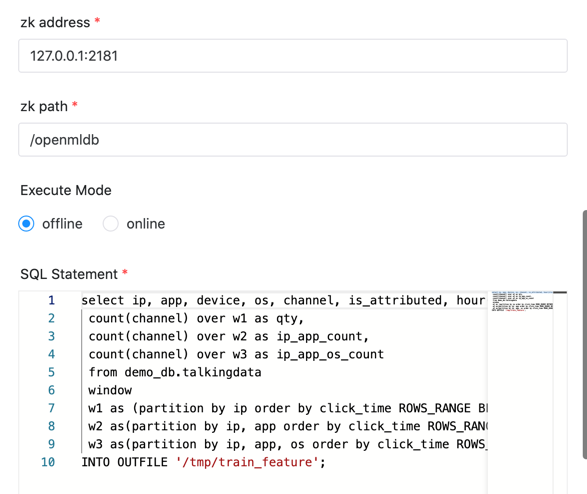 zk address *
127.0.0.1:2181
zk path *
/openmldb
Execute Mode
offline online
SQL Statement *
1 select ip, app, device, os, channel, is_attributed, hour
2 count(channel) over w1 as qty,
3 count(channel) over w2 as ip_app_count,
4 count(channel) over w3 as ip_app_os_count
5 from demo_db.talkingdata
6 window
7 w1 as (partition by ip order by click_time ROWS_RANGE B
8 w2 as(partition by ip, app order by click_time ROWS_RAN
9 w3 as(partition by ip, app, os order by click_time ROWS_
10 INTO OUTFILE '/tmp/train_feature';